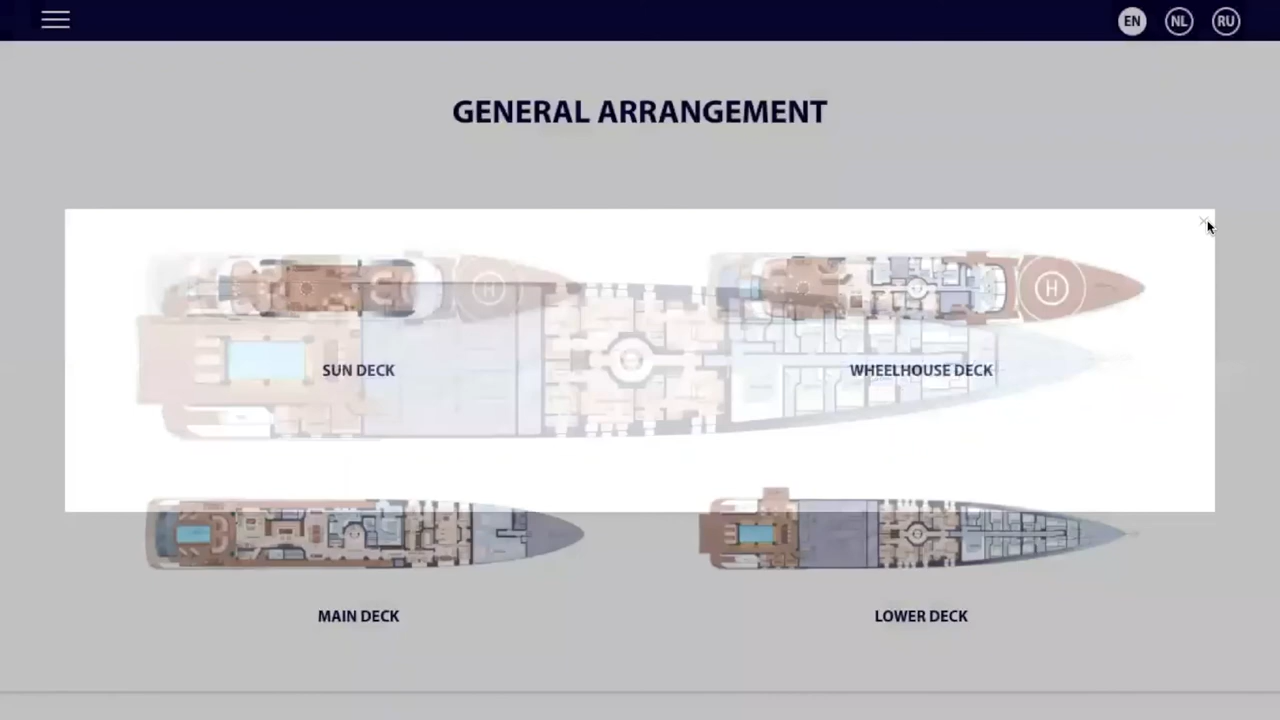 EN NL RU
GENERAL ARRANGEMENT
H H
SUN DECK WHEELHOUSE DECK
MAIN DECK LOWER DECK